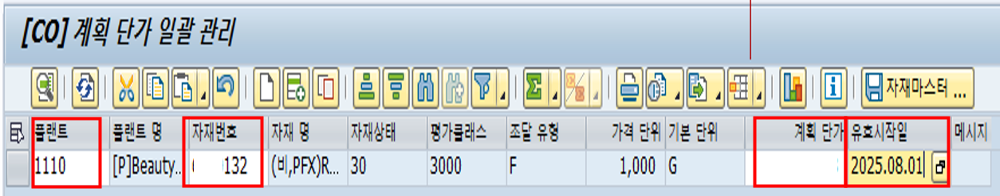 [CO] 계획 단가 일괄 관리
자재마스터 ...
플랜트 플랜트 명 자재번호 자재 명 자재상태 평가클래스 조달 유형 가격 단위 기본 단위 계획 단가 유효시작일 메시지
1110 [P]Beauty.. 132 (비,PFX)R... 30 3000 F 1,000 G 2025.08.01